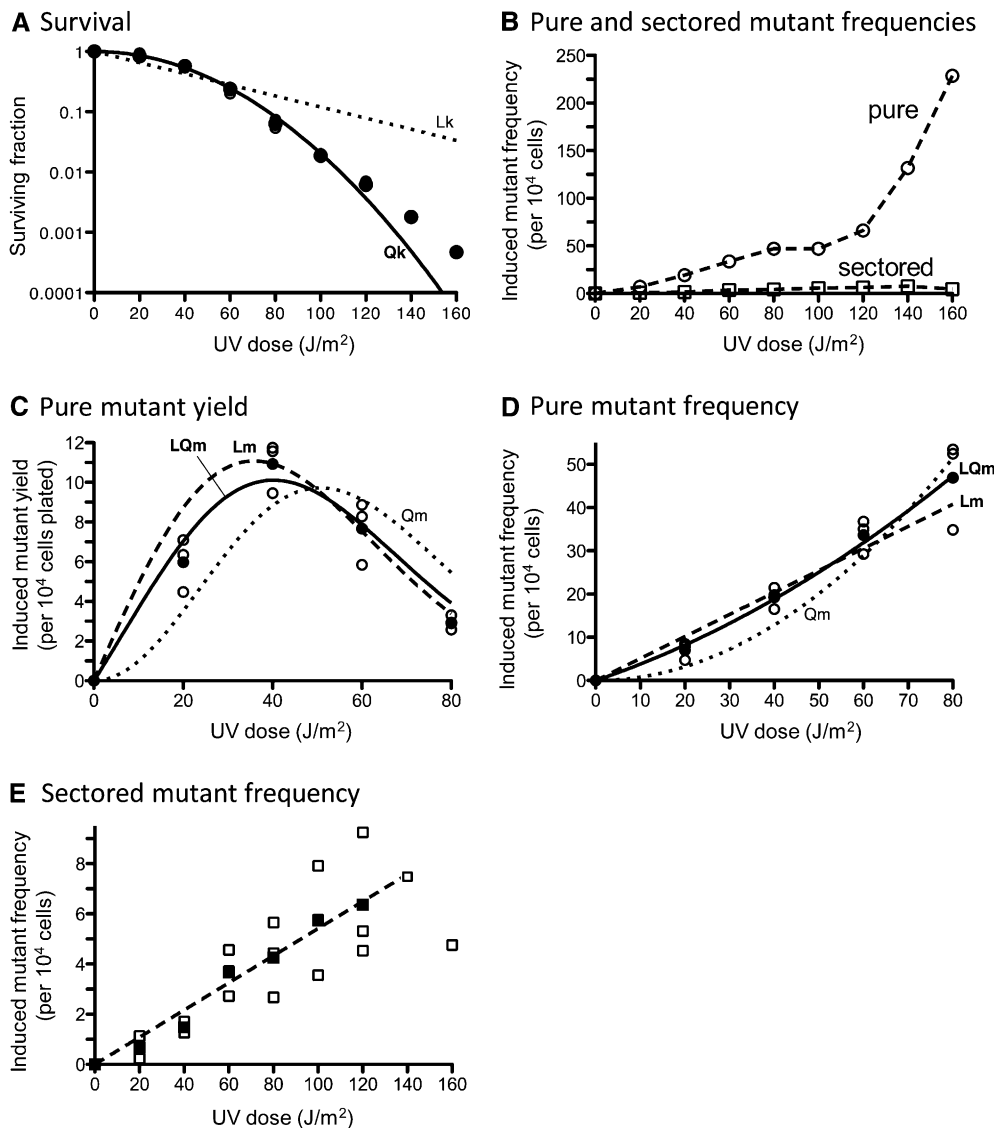 A Survival
Surviving fraction
1
0.1
0.01
0.001
0.0001
Lk
Qk
0 20 40 60 80 100 120 140 160
UV dose (J/m²)
B Pure and sectored mutant frequencies
Induced mutant frequency
(per 10⁴ cells)
250
200
150
100
50
0
pure
sectored
0 20 40 60 80 100 120 140 160
UV dose (J/m²)
C Pure mutant yield
Induced mutant yield
(per 10⁴ cells plated)
12
10
8
6
4
2
0
LQm Lm
Qm
0 20 40 60 80
UV dose (J/m²)
D Pure mutant frequency
Induced mutant frequency
(per 10⁴ cells)
50
40
30
20
10
0
LQm
Lm
Qm
0 10 20 30 40 50 60 70 80
UV dose (J/m²)
E Sectored mutant frequency
Induced mutant frequency
(per 10⁴ cells)
8
6
4
2
0
0 20 40 60 80 100 120 140 160
UV dose (J/m²)